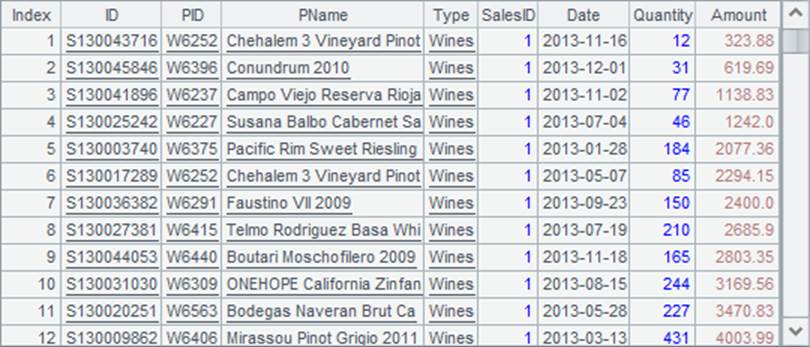 Index ID PID PName Type SalesID Date Quantity Amount
1 S130043716 W6252 Chehalem 3 Vineyard Pinot Wines 1 2013-11-16 12 323.88
2 S130045846 W6396 Conundrum 2010 Wines 1 2013-12-01 31 619.69
3 S130041896 W6237 Campo Viejo Reserva Rioja Wines 1 2013-11-02 77 1138.83
4 S130025242 W6227 Susana Balbo Cabernet Sa Wines 1 2013-07-04 46 1242.0
5 S130003740 W6375 Pacific Rim Sweet Riesling Wines 1 2013-01-28 184 2077.36
6 S130017289 W6252 Chehalem 3 Vineyard Pinot Wines 1 2013-05-07 85 2294.15
7 S130036382 W6291 Faustino VII 2009 Wines 1 2013-09-23 150 2400.0
8 S130027381 W6415 Telmo Rodriguez Basa Whi Wines 1 2013-07-19 210 2685.9
9 S130044053 W6440 Boutari Moschofilero 2009 Wines 1 2013-11-18 165 2803.35
10 S130031030 W6309 ONEHOPE California Zinfan Wines 1 2013-08-15 244 3169.56
11 S130020251 W6563 Bodegas Naveran Brut Ca Wines 1 2013-05-28 227 3470.83
12 S130009862 W6406 Mirassou Pinot Grigio 2011 Wines 1 2013-03-13 431 4003.99